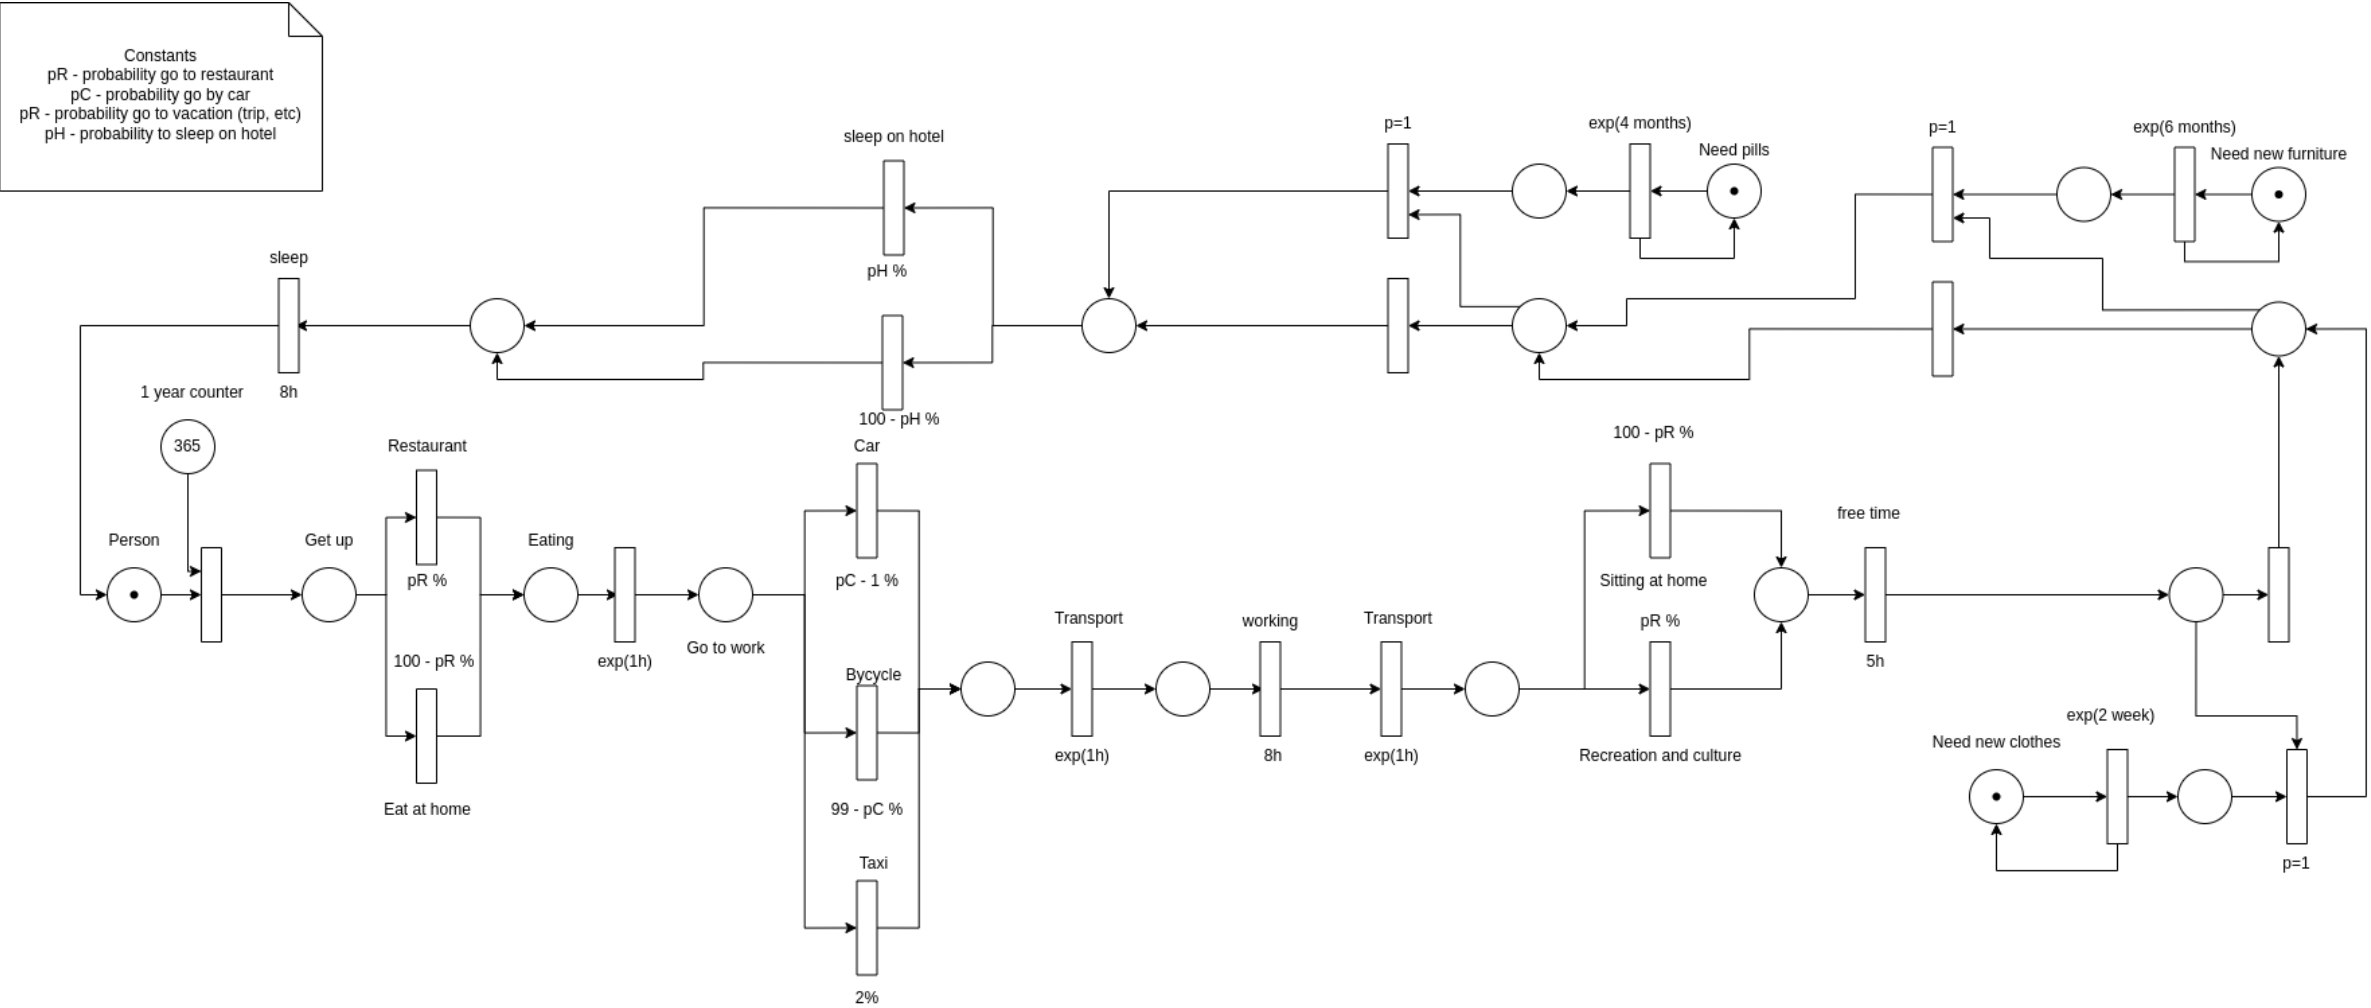 Constants
pR - probability go to restaurant
pC - probability go by car
pR - probability go to vacation (trip, etc)
pH - probability to sleep on hotel
sleep on hotel
pH %
100 - pH %
p=1
exp(4 months)
Need pills
p=1
exp(6 months)
Need new furniture
sleep
8h
1 year counter
365
Person
Get up
Restaurant
pR %
100 - pR %
Eat at home
Eating
exp(1h)
Go to work
Car
pC - 1 %
Bycycle
99 - pC %
Taxi
2%
Transport
exp(1h)
working
8h
Transport
exp(1h)
100 - pR %
Sitting at home
pR %
Recreation and culture
free time
5h
Need new clothes
exp(2 week)
p=1